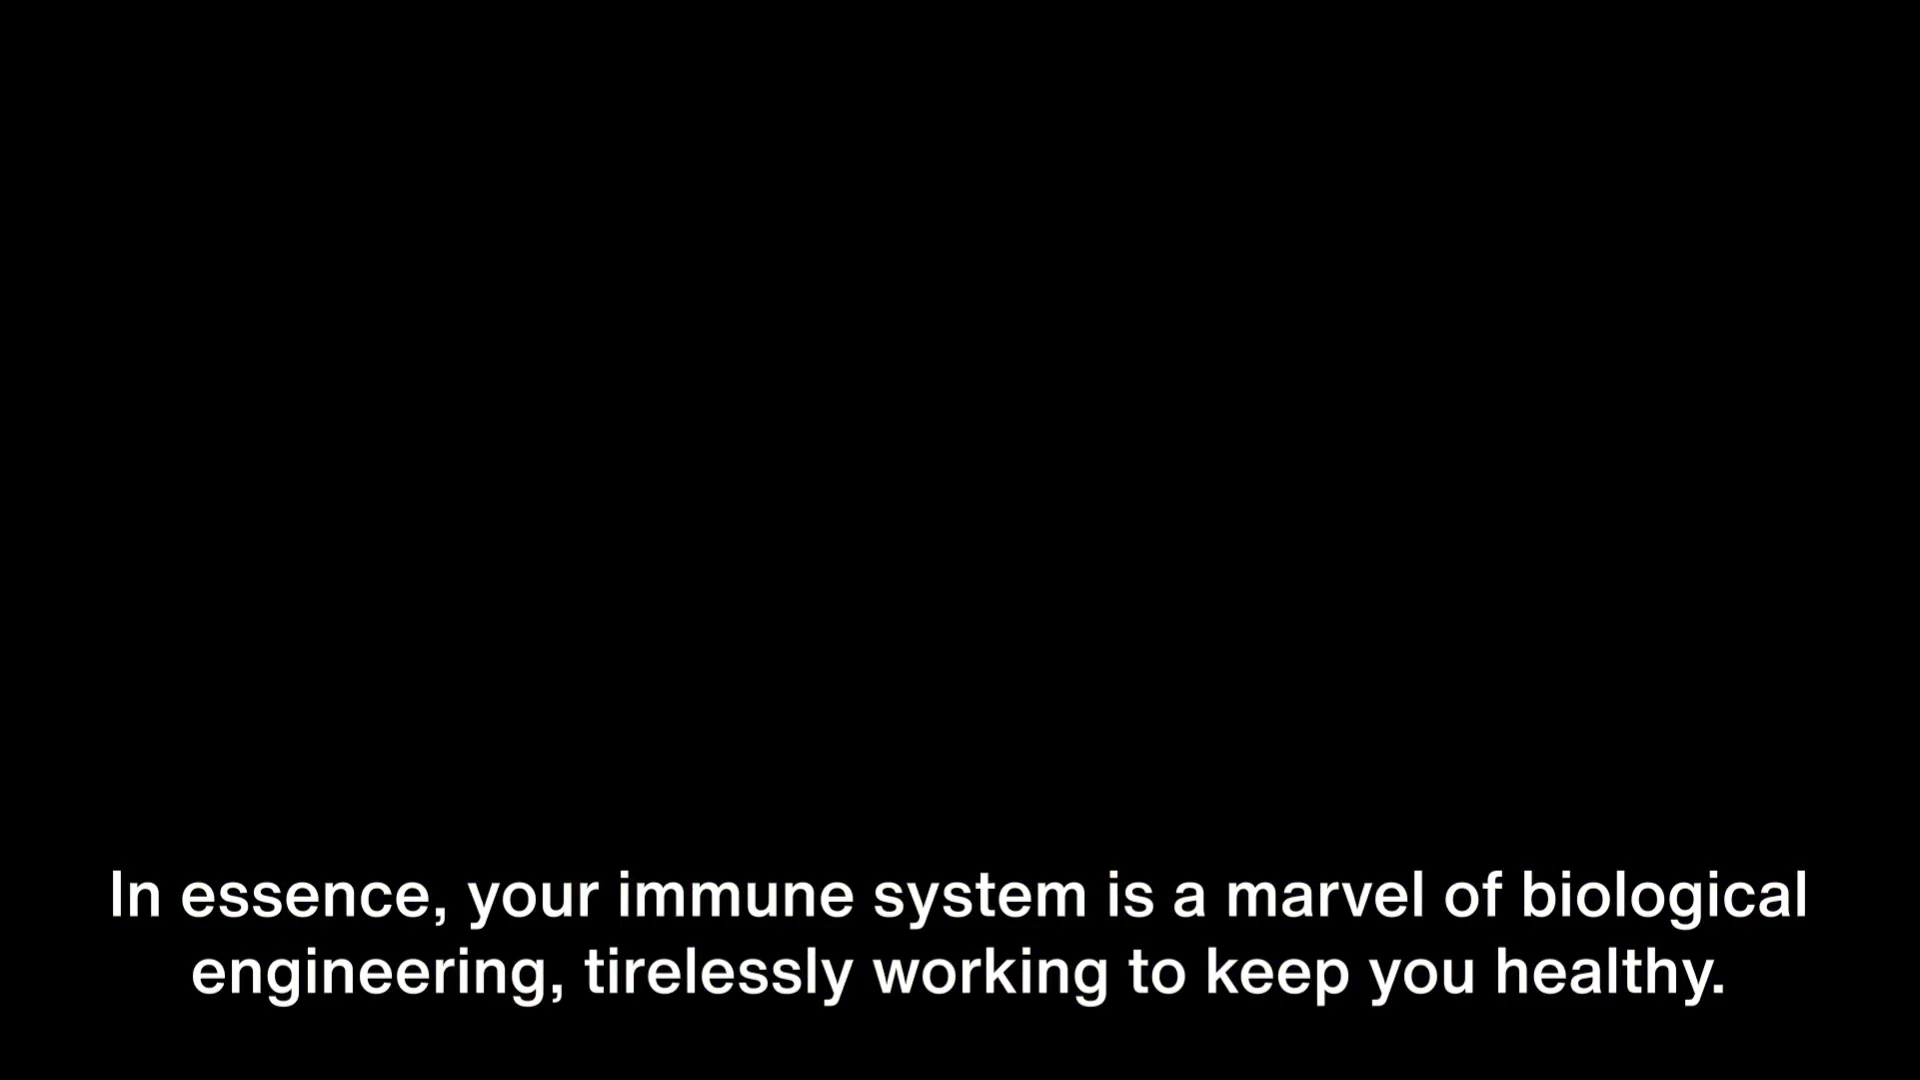 In essence, your immune system is a marvel of biological
engineering, tirelessly working to keep you healthy.